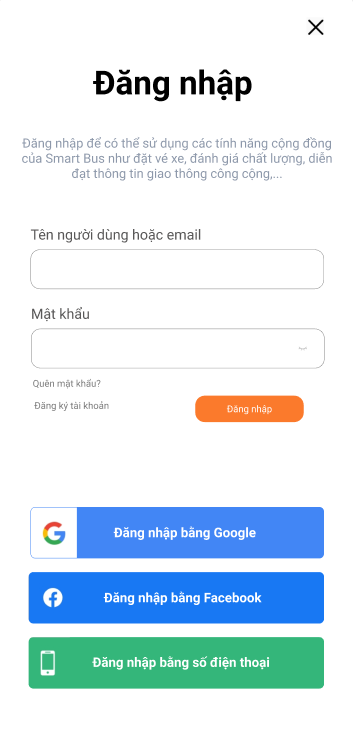 Đăng nhập
Đăng nhập để có thể sử dụng các tính năng cộng đồng
của Smart Bus như đặt vé xe, đánh giá chất lượng, diễn
đạt thông tin giao thông công cộng,...
Tên người dùng hoặc email
Mật khẩu
Quên mật khẩu?
Đăng ký tài khoản
Đăng nhập
Đăng nhập bằng Google
Đăng nhập bằng Facebook
Đăng nhập bằng số điện thoại